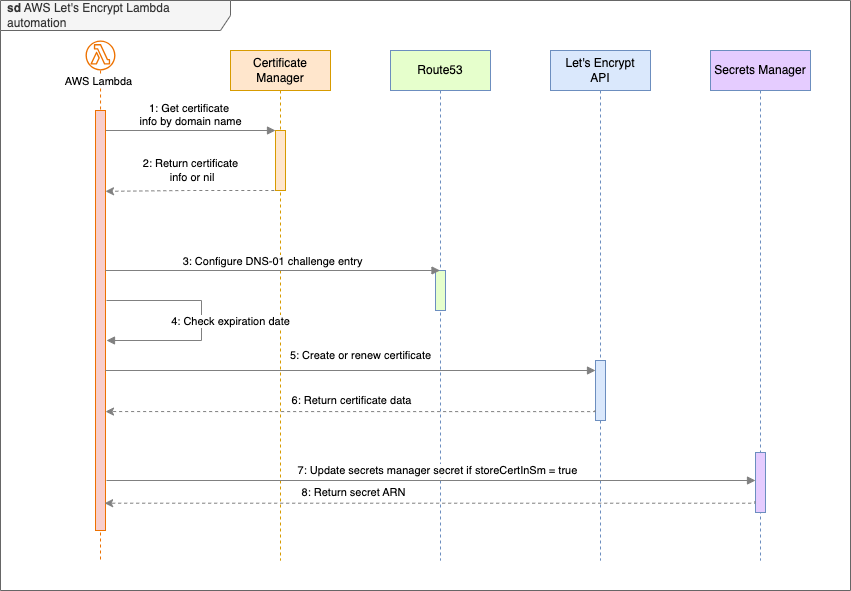 sd AWS Let's Encrypt Lambda
automation
AWS Lambda
Certificate
Manager
Route53
Let's Encrypt
API
Secrets Manager
1: Get certificate
info by domain name
2: Return certificate
info or nil
3: Configure DNS-01 challenge entry
4: Check expiration date
5: Create or renew certificate
6: Return certificate data
7: Update secrets manager secret if storeCertInSm = true
8: Return secret ARN